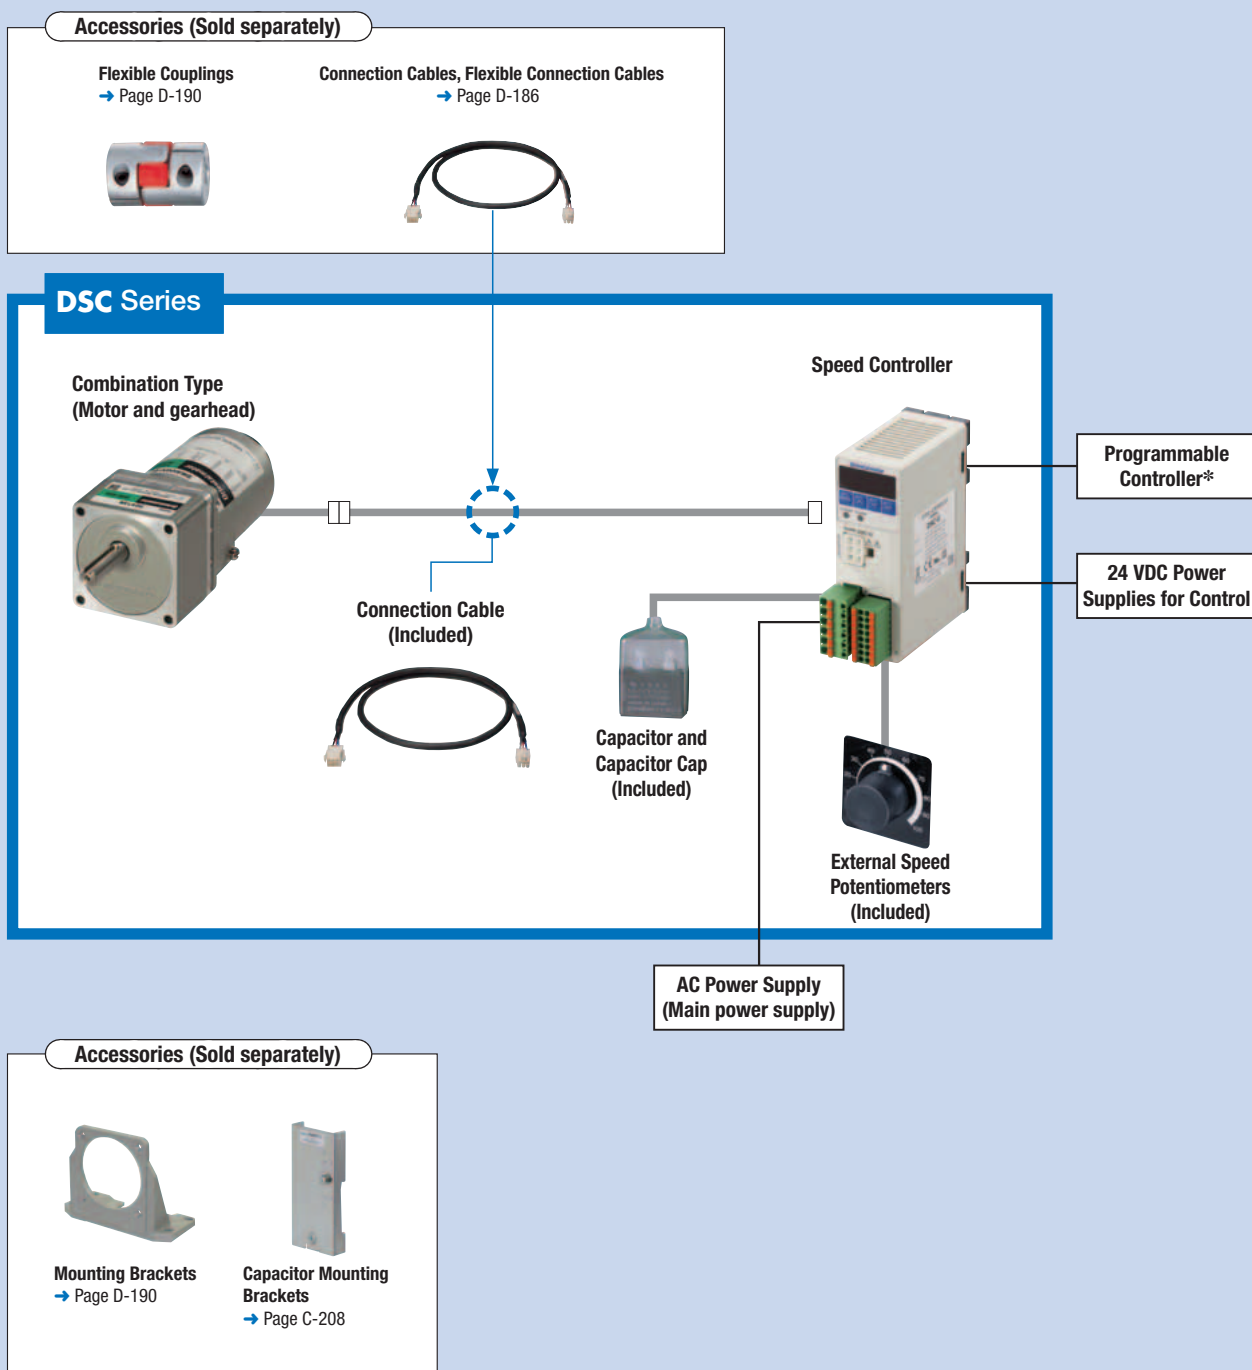 Accessories (Sold separately)
Flexible Couplings
→ Page D-190
Connection Cables, Flexible Connection Cables
→ Page D-186
DSC Series
Combination Type
(Motor and gearhead)
Speed Controller
Programmable
Controller*
24 VDC Power
Supplies for Control
Connection Cable
(Included)
Capacitor and
Capacitor Cap
(Included)
External Speed
Potentiometers
(Included)
AC Power Supply
(Main power supply)
Accessories (Sold separately)
Mounting Brackets
→ Page D-190
Capacitor Mounting
Brackets
→ Page C-208